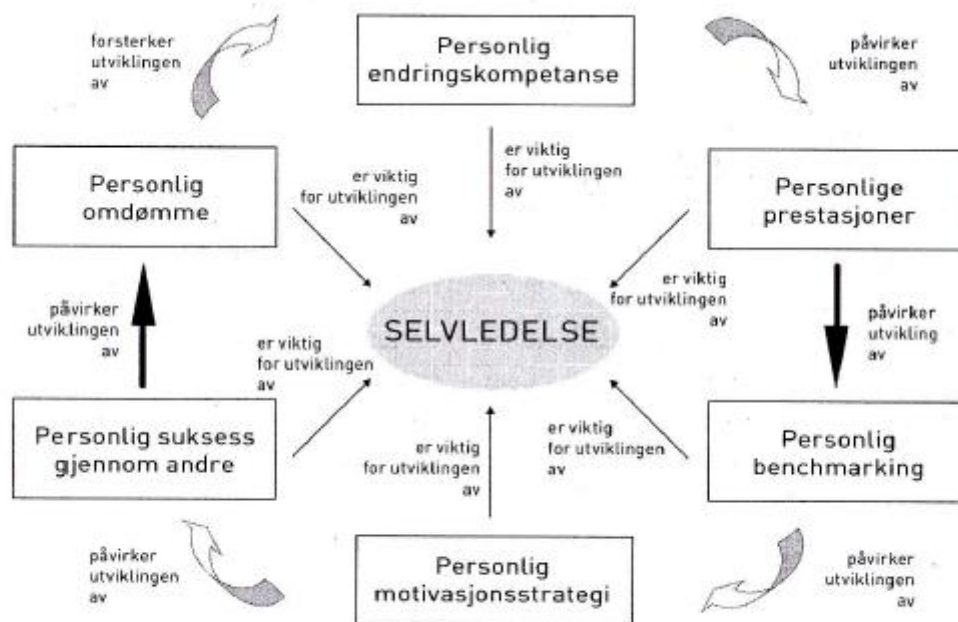 forsterker
utviklingen
av
Personlig
endringskompetanse
påvirker
utviklingen
av
Personlig
omdømme
er viktig
for utviklingen
av
er viktig
for utviklingen
av
Personlige
prestasjoner
påvirker
utviklingen
av
er viktig
for utviklingen
av
SELVLEDELSE
er viktig
for utviklingen
av
påvirker
utvikling
av
Personlig suksess
gjennom andre
er viktig
for utviklingen
av
er viktig
for utviklingen
av
Personlig
benchmarking
påvirker
utviklingen
av
Personlig
motivasjonsstrategi
påvirker
utviklingen
av